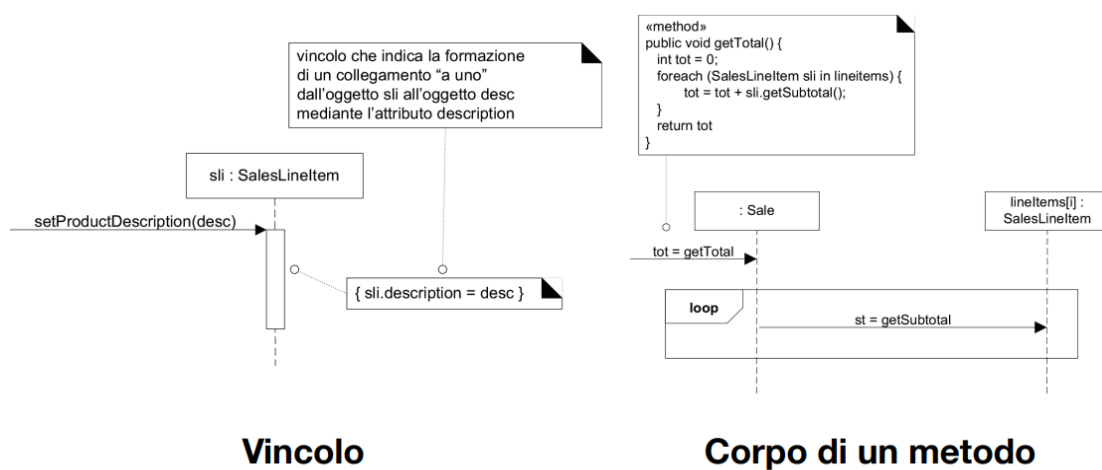 vincolo che indica la formazione
di un collegamento “a uno”
dall’oggetto sli all’oggetto desc
mediante l’attributo description
sli : SalesLineItem
setProductDescription(desc)
{ sli.description = desc }
Vincolo
«method»
public void getTotal() {
int tot = 0;
foreach (SalesLineItem sli in lineitems) {
tot = tot + sli.getSubtotal();
}
return tot
}
: Sale
lineItems[i] :
SalesLineItem
tot = getTotal
loop
st = getSubtotal
Corpo di un metodo